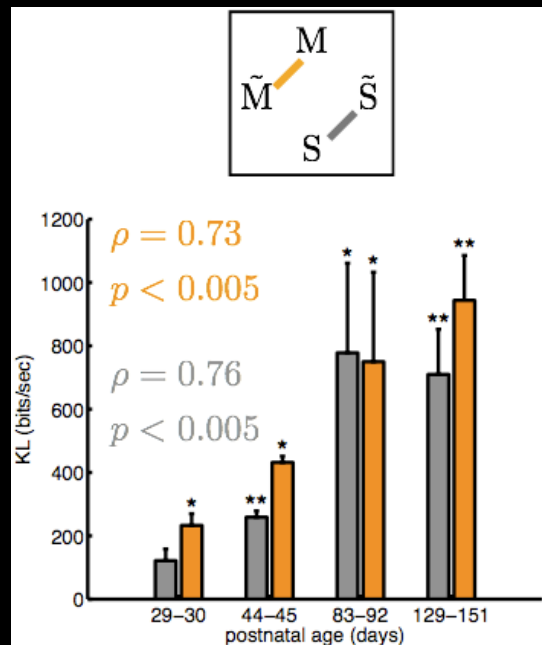 M
M̃ S̃
S
1200
1000
800
600
400
200
0
KL (bits/sec)
ρ = 0.73
p < 0.005
ρ = 0.76
p < 0.005
* ** * * * ** **
29–30 44–45 83–92 129–151
postnatal age (days)